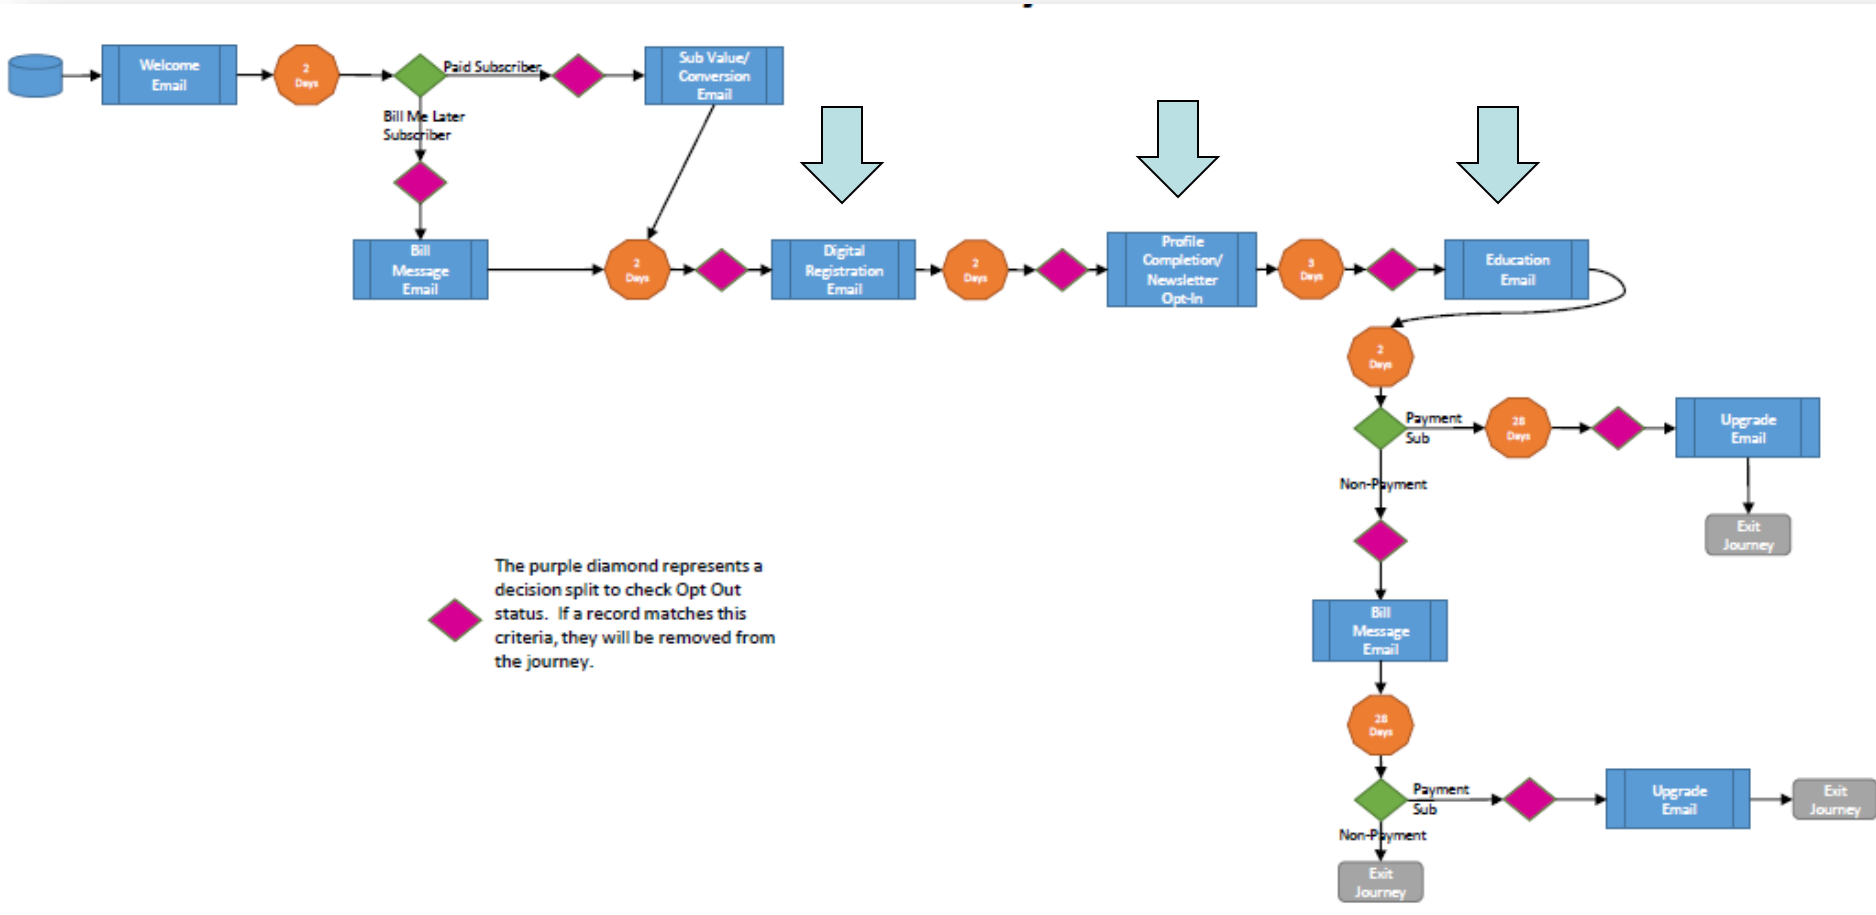 Welcome
Email
2
Days
Paid Subscriber
Sub Value/
Conversion
Email
Bill Me Later
Subscriber
Bill
Message
Email
2
Days
Digital
Registration
Email
2
Days
Profile
Completion/
Newsletter
Opt-In
3
Days
Education
Email
2
Days
Payment
Sub
28
Days
Upgrade
Email
Non-Payment
Exit
Journey
The purple diamond represents a
decision split to check Opt Out
status. If a record matches this
criteria, they will be removed from
the journey.
Bill
Message
Email
28
Days
Payment
Sub
Upgrade
Email
Exit
Journey
Non-Payment
Exit
Journey